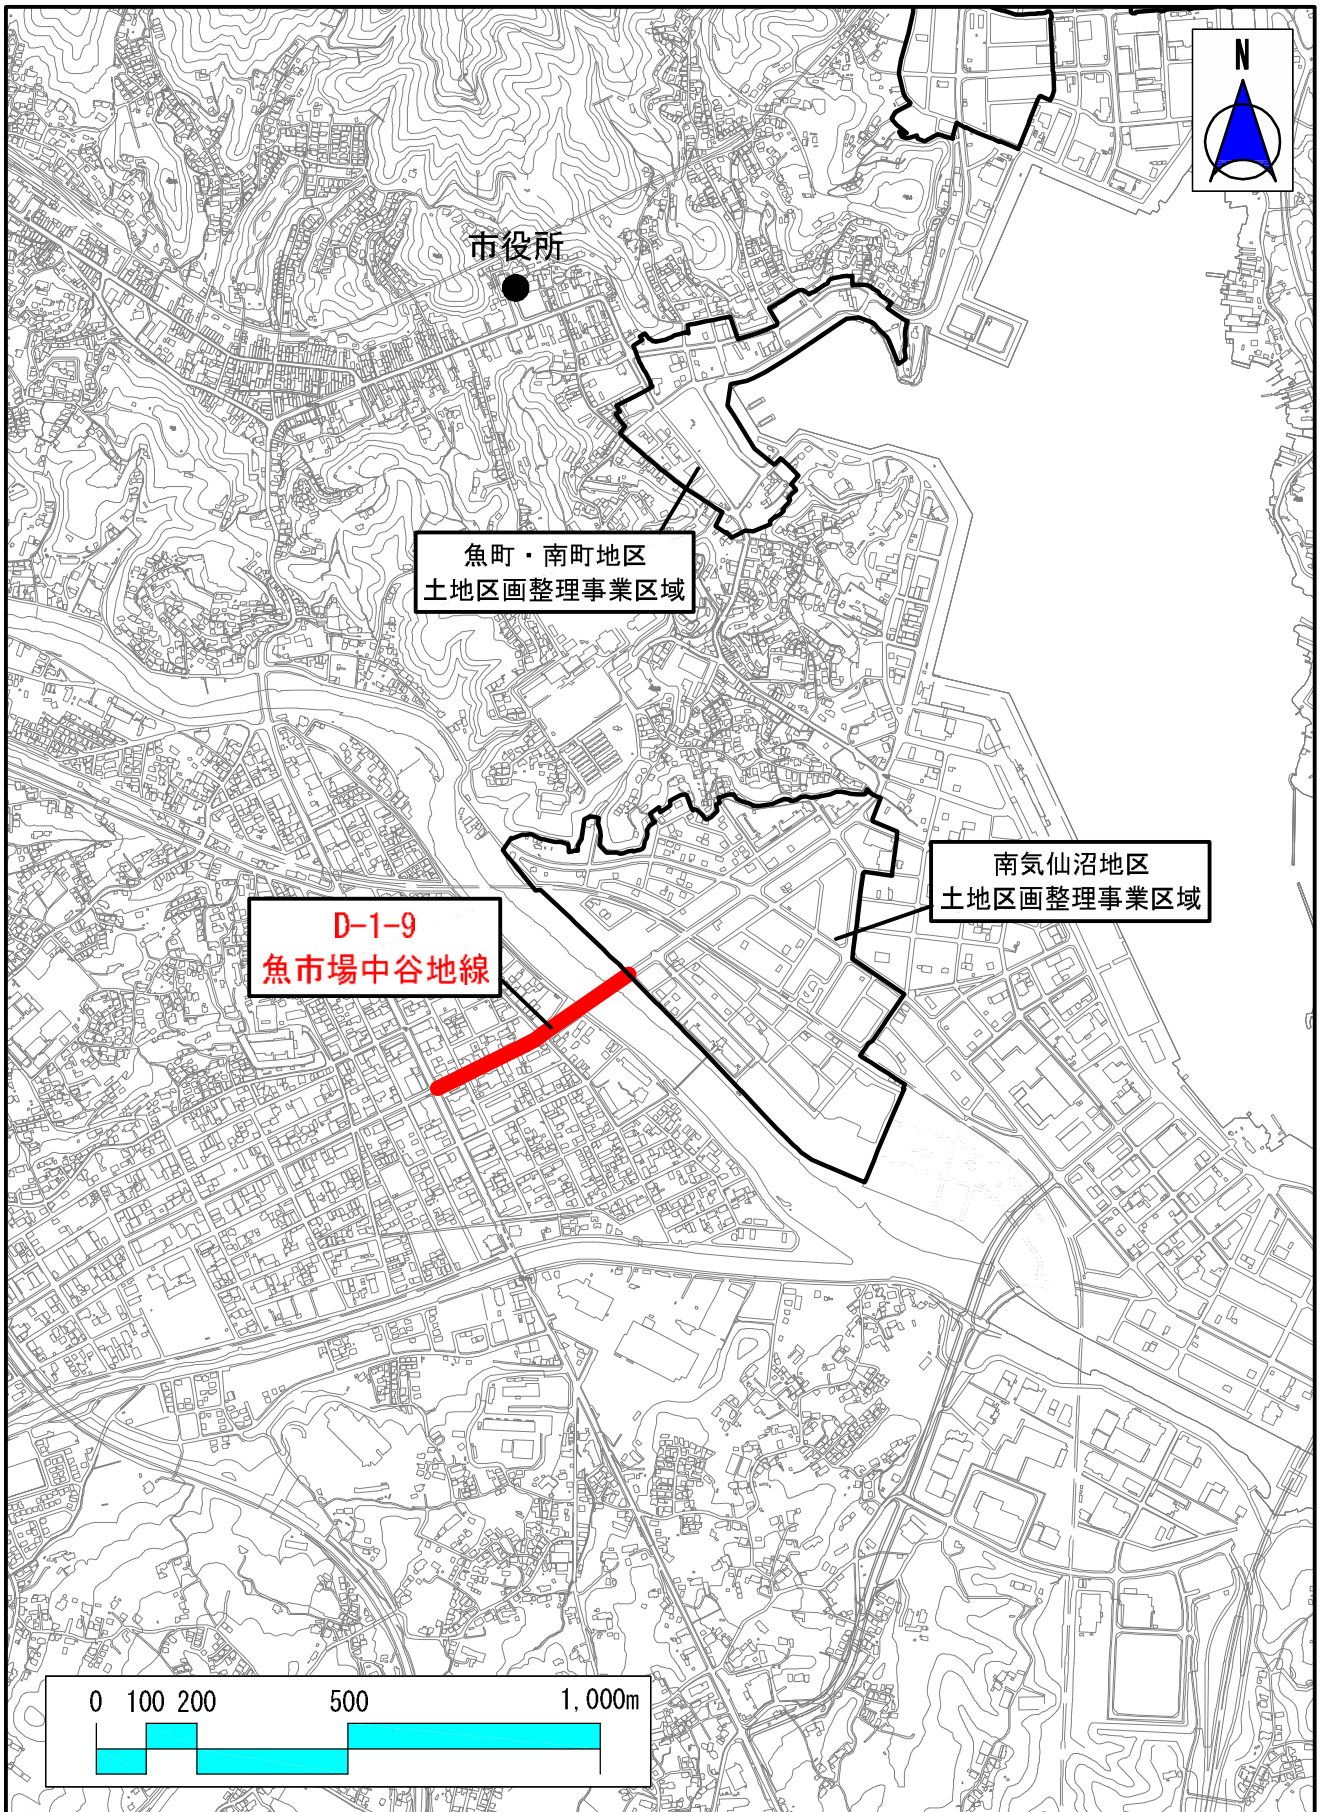 N
市役所
魚町・南町地区
土地区画整理事業区域
南気仙沼地区
土地区画整理事業区域
D-1-9
魚市場中谷地線
0 100 200 500 1,000m